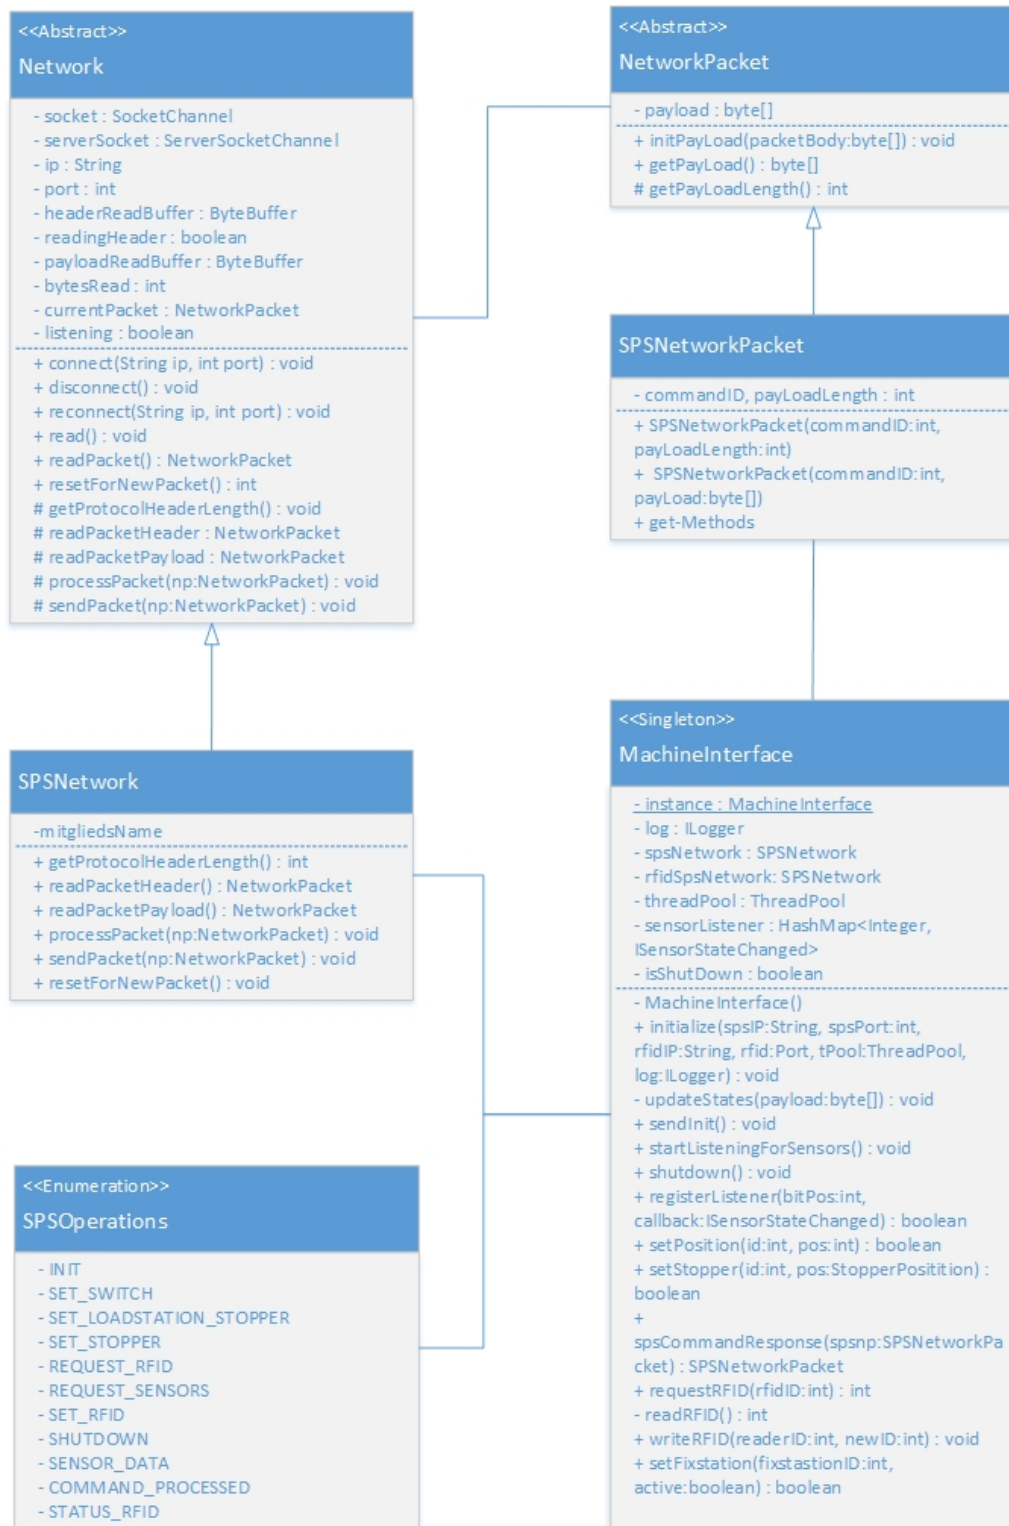 <<Abstract>>
Network
- socket : SocketChannel
- serverSocket : ServerSocketChannel
- ip : String
- port : int
- headerReadBuffer : ByteBuffer
- readingHeader : boolean
- payloadReadBuffer : ByteBuffer
- bytesRead : int
- currentPacket : NetworkPacket
- listening : boolean
+ connect(String ip, int port) : void
+ disconnect() : void
+ reconnect(String ip, int port) : void
+ read() : void
+ readPacket() : NetworkPacket
+ resetForNewPacket() : int
# getProtocolHeaderLength() : void
# readPacketHeader : NetworkPacket
# readPacketPayload : NetworkPacket
# processPacket(np:NetworkPacket) : void
# sendPacket(np:NetworkPacket) : void
<<Abstract>>
NetworkPacket
- payload : byte[]
+ initPayLoad(packetBody:byte[]) : void
+ getPayLoad() : byte[]
# getPayLoadLength() : int
SPSNetworkPacket
- commandID, payLoadLength : int
+ SPSNetworkPacket(commandID:int,
payLoadLength:int)
+ SPSNetworkPacket(commandID:int,
payLoad:byte[])
+ get-Methods
SPSNetwork
-mitgliedsName
+ getProtocolHeaderLength() : int
+ readPacketHeader() : NetworkPacket
+ readPacketPayload() : NetworkPacket
+ processPacket(np:NetworkPacket) : void
+ sendPacket(np:NetworkPacket) : void
+ resetForNewPacket() : void
<<Singleton>>
MachineInterface
- instance : MachineInterface
- log : ILogger
- spsNetwork : SPSNetwork
- rfidSpsNetwork: SPSNetwork
- threadPool : ThreadPool
- sensorListener : HashMap<Integer,
ISensorStateChanged>
- isShutDown : boolean
- MachineInterface()
+ initialize(spsIP:String, spsPort:int,
rfidIP:String, rfid:Port, tPool:ThreadPool,
log:ILogger) : void
- updateStates(payload:byte[]) : void
+ sendInit() : void
+ startListeningForSensors() : void
+ shutdown() : void
+ registerListener(bitPos:int,
callback:ISensorStateChanged) : boolean
+ setPosition(id:int, pos:int) : boolean
+ setStopper(id:int, pos:StopperPositition) :
boolean
+
spsCommandResponse(spsnp:SPSNetworkPa
cket) : SPSNetworkPacket
+ requestRFID(rfidID:int) : int
- readRFID() : int
+ writeRFID(readerID:int, newID:int) : void
+ setFixstation(fixstastionID:int,
active:boolean) : boolean
<<Enumeration>>
SPSOperations
- INIT
- SET_SWITCH
- SET_LOADSTATION_STOPPER
- SET_STOPPER
- REQUEST_RFID
- REQUEST_SENSORS
- SET_RFID
- SHUTDOWN
- SENSOR_DATA
- COMMAND_PROCESSED
- STATUS_RFID